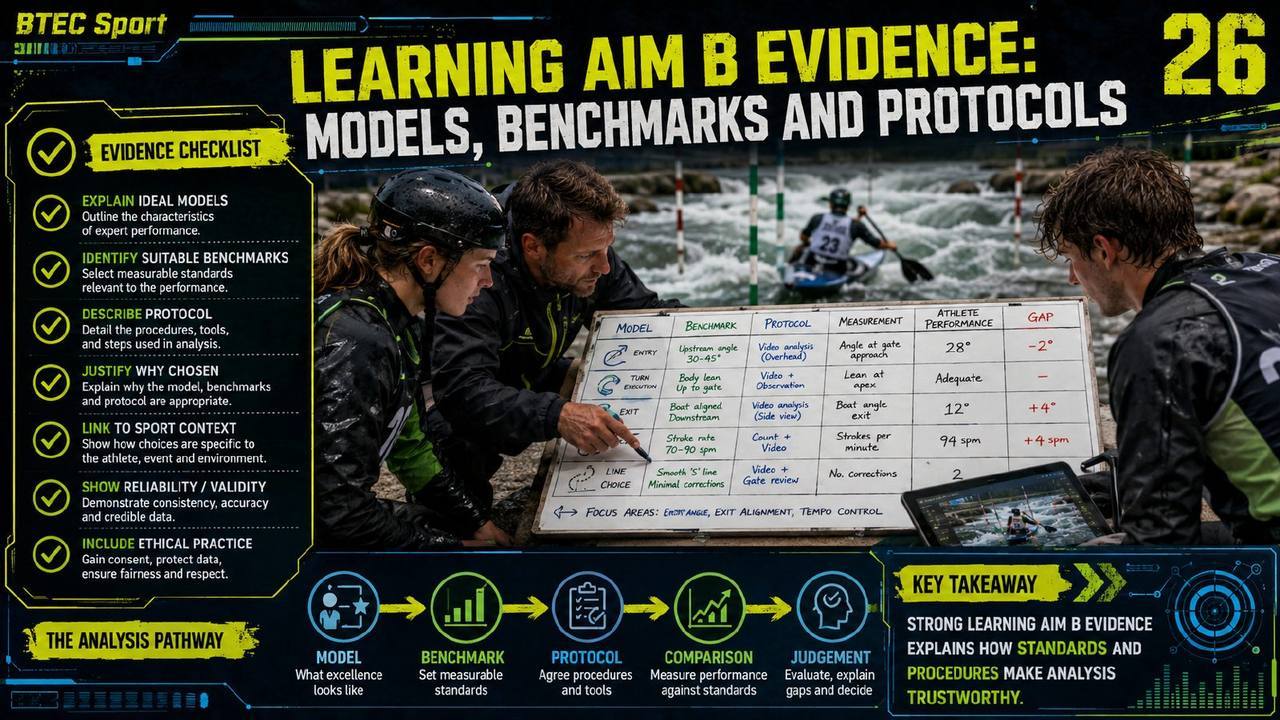 BTEC Sport
LEARNING AIM B EVIDENCE:
MODELS, BENCHMARKS AND PROTOCOLS
26
EVIDENCE CHECKLIST
EXPLAIN IDEAL MODELS
Outline the characteristics
of expert performance.
IDENTIFY SUITABLE BENCHMARKS
Select measurable standards
relevant to the performance.
DESCRIBE PROTOCOL
Detail the procedures, tools,
and steps used in analysis.
JUSTIFY WHY CHOSEN
Explain why the model, benchmarks
and protocol are appropriate.
LINK TO SPORT CONTEXT
Show how choices are specific to
the athlete, event and environment.
SHOW RELIABILITY / VALIDITY
Demonstrate consistency, accuracy
and credible data.
INCLUDE ETHICAL PRACTICE
Gain consent, protect data,
ensure fairness and respect.
23
MODEL BENCHMARK PROTOCOL MEASUREMENT ATHLETE PERFORMANCE GAP
ENTRY
Upstream angle
30-45°
Video analysis
(Overhead)
Angle at gate
approach
28°
-2°
TURN
EXECUTION
Body lean
Up to gate
Video +
Observation
Lean at
apex
Adequate
-
EXIT
Boat aligned
Downstream
Video analysis
(Side view)
Boat angle
exit
12°
+4°
Stroke rate
70-90 spm
Count +
Video
Strokes per
minute
94 spm
+4 spm
LINE
CHOICE
Smooth 'S' line
Minimal corrections
Video +
Gate review
No. corrections
2
FOCUS AREAS: ANGLE, EXIT ALIGNMENT, TEMPO CONTROL
THE ANALYSIS PATHWAY
MODEL
What excellence
looks like
BENCHMARK
Set measurable
standards
PROTOCOL
procedures
tools
COMPARISON
Measure performance
against standards
JUDGEMENT
Evaluate, explain
KEY TAKEAWAY
STRONG LEARNING AIM B EVIDENCE
EXPLAINS HOW STANDARDS AND
PROCEDURES MAKE ANALYSIS
TRUSTWORTHY.